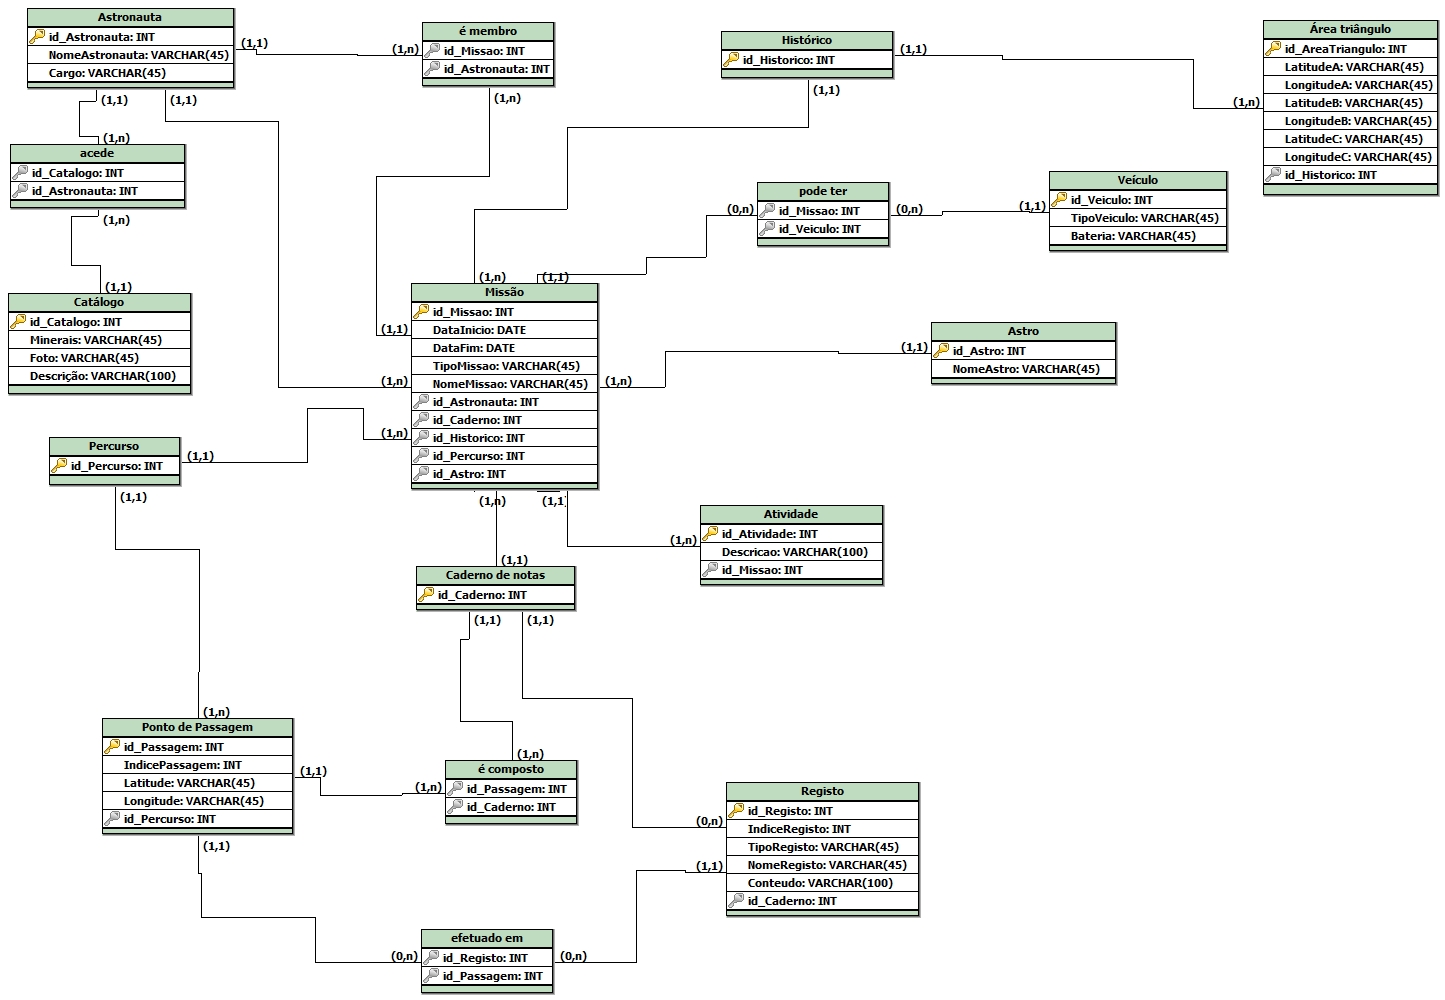 Astronauta
id_Astronauta: INT
NomeAstronauta: VARCHAR(45)
Cargo: VARCHAR(45)
(1,1)
(1,1)
(1,1)
(1,n)
é membro
id_Missao: INT
id_Astronauta: INT
(1,n)
Histórico
id_Historico: INT
(1,1)
(1,1)
Área triângulo
id_AreaTriangulo: INT
LatitudeA: VARCHAR(45)
LongitudeA: VARCHAR(45)
LatitudeB: VARCHAR(45)
LongitudeB: VARCHAR(45)
LatitudeC: VARCHAR(45)
LongitudeC: VARCHAR(45)
id_Historico: INT
(1,n)
(1,n)
acede
id_Catalogo: INT
id_Astronauta: INT
(1,n)
pode ter
id_Missao: INT
id_Veiculo: INT
(0,n)
(0,n)
(1,1)
Veículo
id_Veiculo: INT
TipoVeiculo: VARCHAR(45)
Bateria: VARCHAR(45)
(1,1)
Catálogo
id_Catalogo: INT
Minerais: VARCHAR(45)
Foto: VARCHAR(45)
Descrição: VARCHAR(100)
(1,n)
(1,1)
Missão
id_Missao: INT
DataInicio: DATE
DataFim: DATE
TipoMissao: VARCHAR(45)
NomeMissao: VARCHAR(45)
id_Astronauta: INT
id_Caderno: INT
id_Historico: INT
id_Percurso: INT
id_Astro: INT
(1,1)
(1,n)
(1,n)
(1,n)
(1,n)
(1,1)
(1,1)
Astro
id_Astro: INT
NomeAstro: VARCHAR(45)
Percurso
id_Percurso: INT
(1,1)
(1,1)
(1,n)
Atividade
id_Atividade: INT
Descricao: VARCHAR(100)
id_Missao: INT
(1,1)
Caderno de notas
id_Caderno: INT
(1,1)
(1,1)
(1,n)
Ponto de Passagem
id_Passagem: INT
IndicePassagem: INT
Latitude: VARCHAR(45)
Longitude: VARCHAR(45)
id_Percurso: INT
(1,1)
(1,1)
(1,n)
(1,n)
é composto
id_Passagem: INT
id_Caderno: INT
Registo
id_Registo: INT
IndiceRegisto: INT
TipoRegisto: VARCHAR(45)
NomeRegisto: VARCHAR(45)
Conteudo: VARCHAR(100)
id_Caderno: INT
(0,n)
(1,1)
efetuado em
id_Registo: INT
id_Passagem: INT
(0,n)
(0,n)